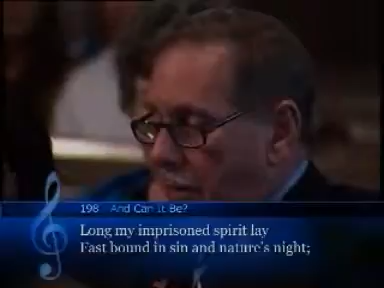 198 And Can It Be?
Long my imprisoned spirit lay
Fast bound in sin and nature's night;